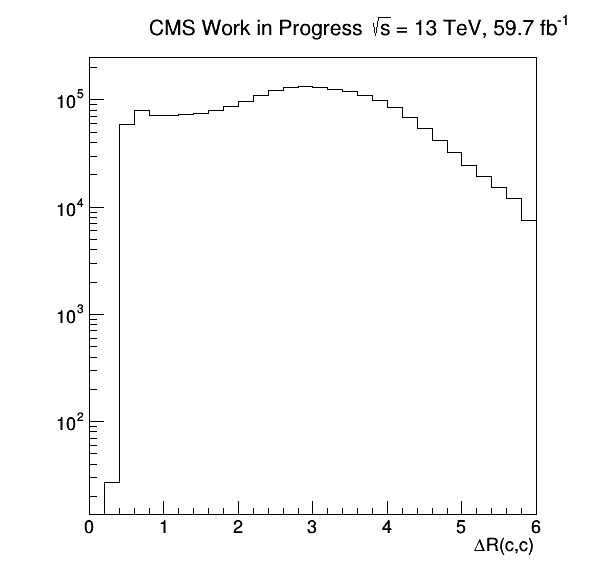 CMS Work in Progress √s = 13 TeV, 59.7 fb⁻¹
10⁵
10⁴
10³
10²
0 1 2 3 4 5 6
ΔR(c,c)